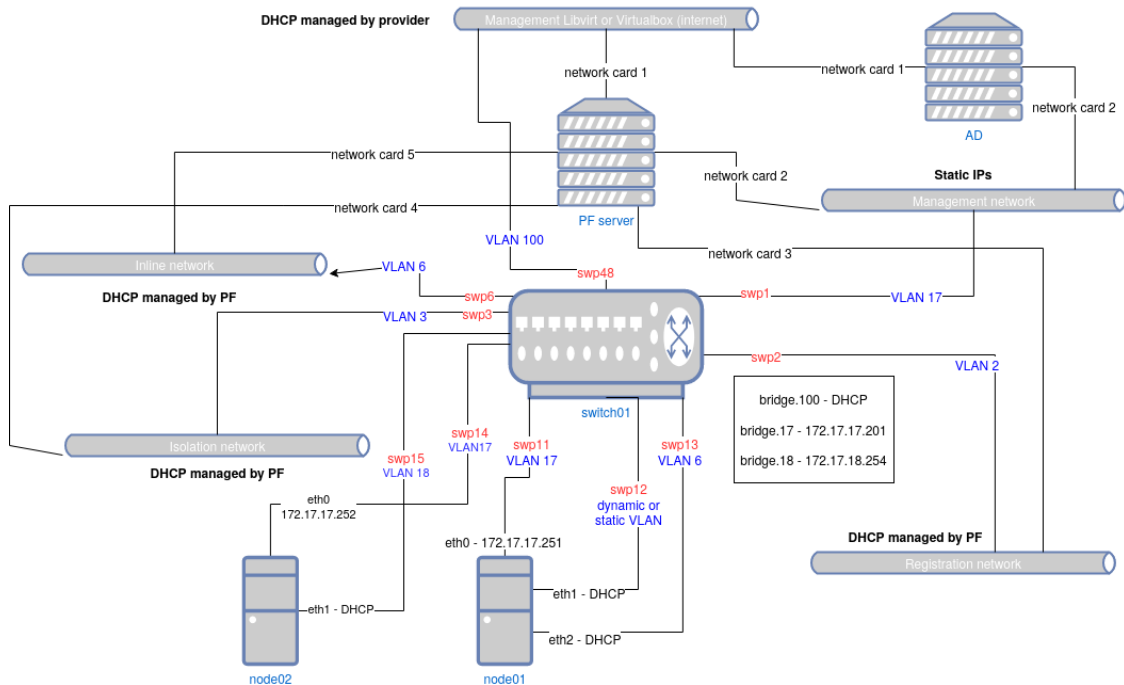 DHCP managed by provider
Management Libvirt or Virtualbox (internet)
network card 1
network card 1
network card 2
AD
network card 5
network card 2
Static IPs
Management network
network card 4
PF server
VLAN 100
network card 3
Inline network
VLAN 6
swp48
DHCP managed by PF
swp6
swp1
VLAN 17
VLAN 3
swp3
swp2
VLAN 2
bridge.100 - DHCP
bridge.17 - 172.17.17.201
bridge.18 - 172.17.18.254
switch01
Isolation network
swp14
VLAN17
swp11
VLAN 17
swp13
VLAN 6
swp15
VLAN 18
DHCP managed by PF
swp12
dynamic or
static VLAN
eth0
172.17.17.252
eth0 - 172.17.17.251
DHCP managed by PF
Registration network
eth1 - DHCP
eth1 - DHCP
eth2 - DHCP
node02
node01